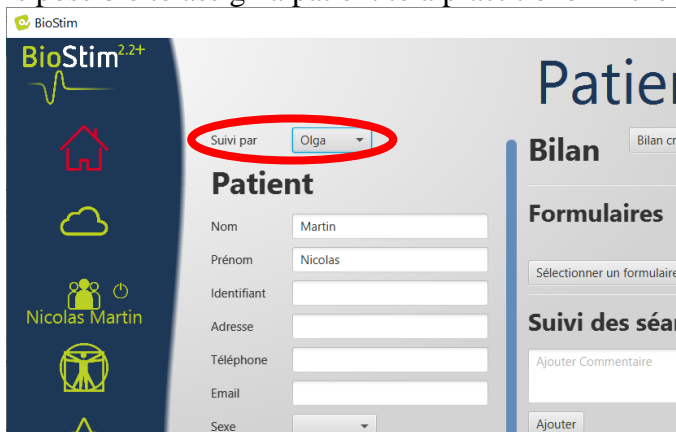 BioStim
BioStim2.2+
Patien
Suivi par
Olga
Bilan
Bilan cr
Patient
Formulaires
Nom
Martin
Prénom
Nicolas
Sélectionner un formulaire
Identifiant
Nicolas Martin
Suivi des séan
Adresse
Téléphone
Ajouter Commentaire
Email
Sexe
Ajouter